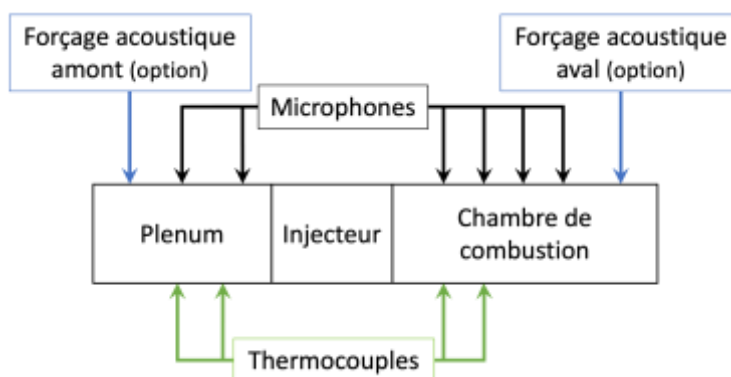 Forçage acoustique
amont (option)
Forçage acoustique
aval (option)
Microphones
Plenum
Injecteur
Chambre de
combustion
Thermocouples